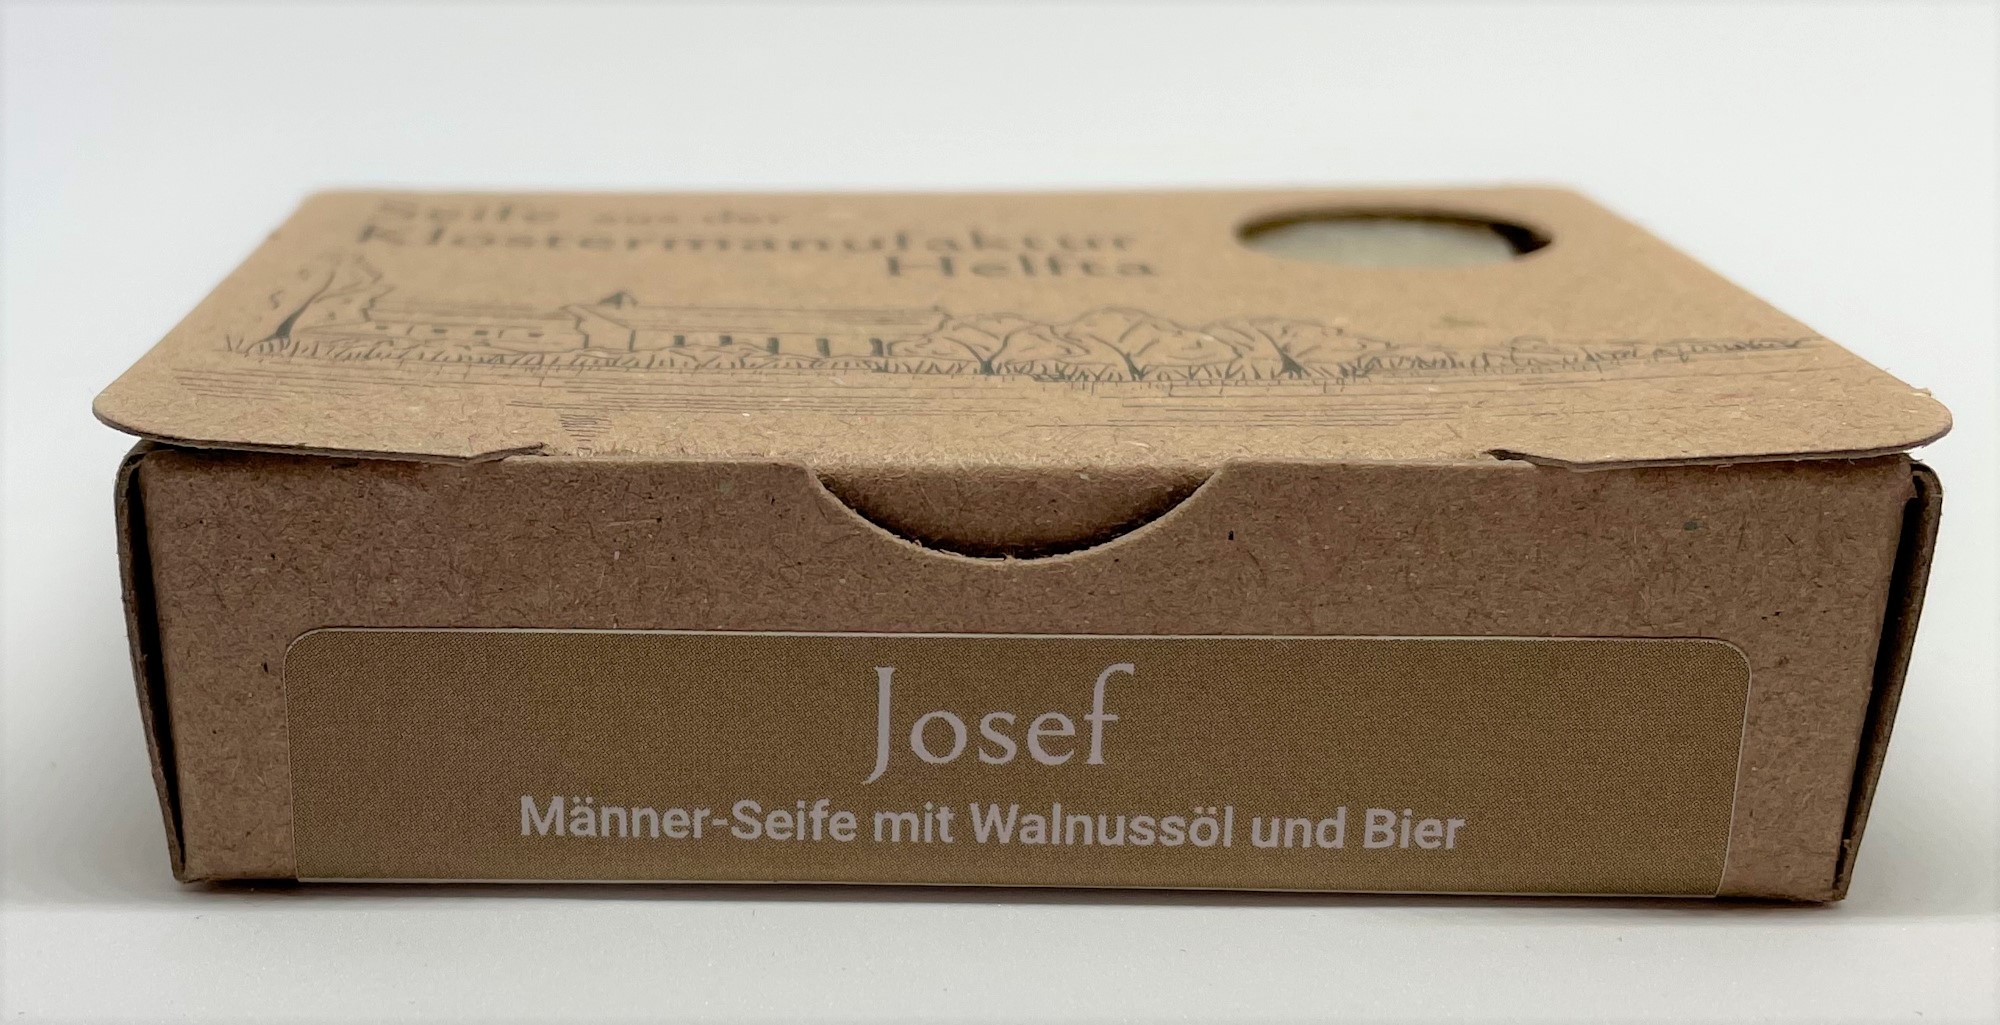 Seife aus der
Klostermanufaktur
Helfta
Josef
Männer-Seife mit Walnussöl und Bier